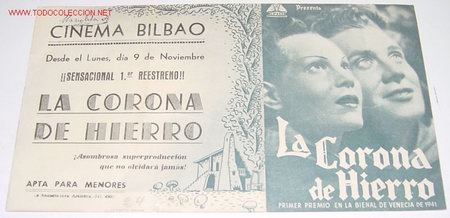 WWW.TODOCOLECCION.NET
CINEMA BILBAO
Desde el Lunes, día 9 de Noviembre
¡¡SENSACIONAL 1.er REESTRENO!!
LA CORONA
DE HIERRO
¡Asombrosa superproducción
que no olvidará jamás!
APTA PARA MENORES
Presenta
La Corona
de Hierro
PRIMER PREMIO EN LA BIENAL DE VENECIA DE 1941